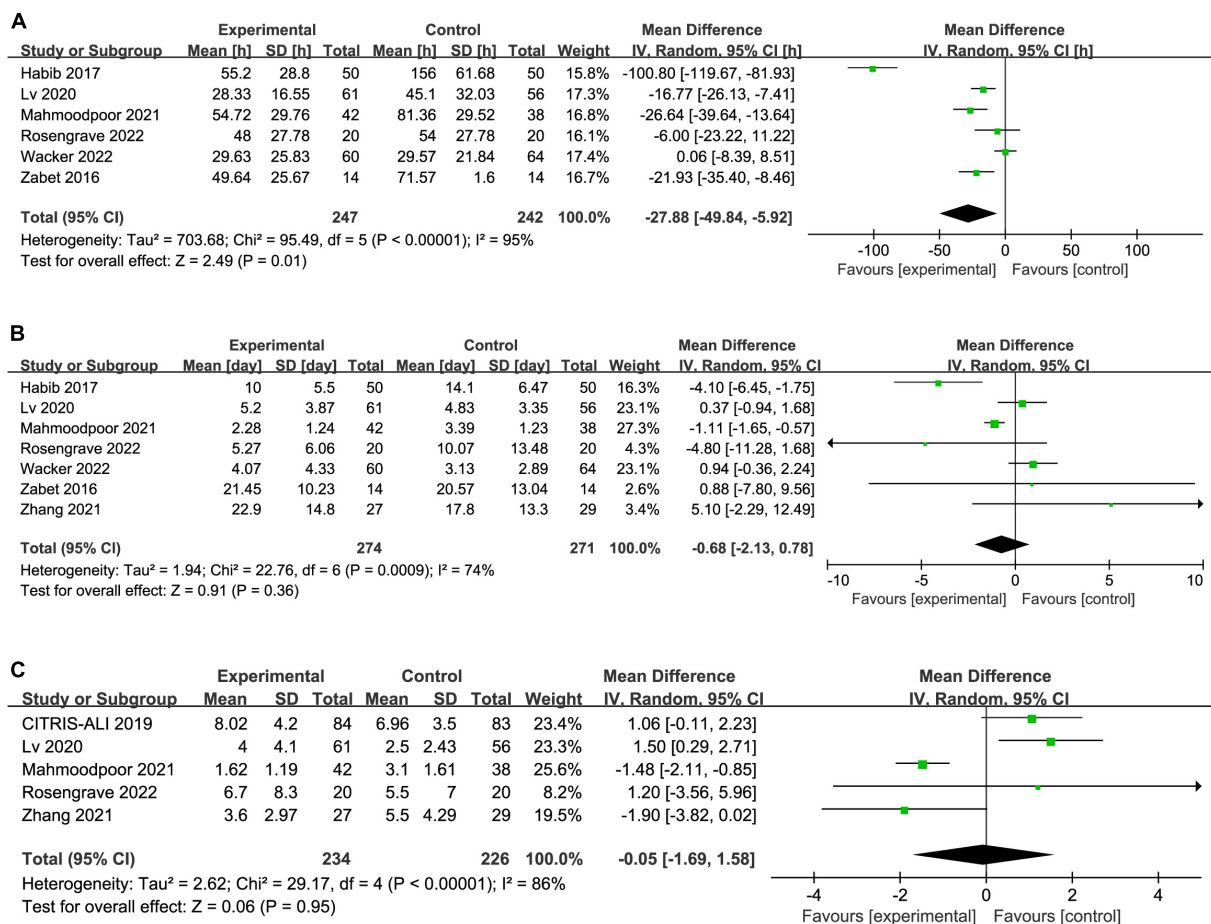 A
Experimental Control Mean Difference Mean Difference
Study or Subgroup Mean [h] SD [h] Total Mean [h] SD [h] Total Weight IV, Random, 95% CI [h] IV, Random, 95% CI [h]
Habib 2017 55.2 28.8 50 156 61.68 50 15.8% -100.80 [-119.67, -81.93]
Lv 2020 28.33 16.55 61 45.1 32.03 56 17.3% -16.77 [-26.13, -7.41]
Mahmoodpoor 2021 54.72 29.76 42 81.36 29.52 38 16.8% -26.64 [-39.64, -13.64]
Rosengrave 2022 48 27.78 20 54 27.78 20 16.1% -6.00 [-23.22, 11.22]
Wacker 2022 29.63 25.83 60 29.57 21.84 64 17.4% 0.06 [-8.39, 8.51]
Zabet 2016 49.64 25.67 14 71.57 1.6 14 16.7% -21.93 [-35.40, -8.46]
Total (95% CI) 247 242 100.0% -27.88 [-49.84, -5.92]
Heterogeneity: Tau² = 703.68; Chi² = 95.49, df = 5 (P < 0.00001); I² = 95%
Test for overall effect: Z = 2.49 (P = 0.01)
-100 -50 0 50 100
Favours [experimental] Favours [control]
B
Experimental Control Mean Difference Mean Difference
Study or Subgroup Mean [day] SD [day] Total Mean [day] SD [day] Total Weight IV, Random, 95% CI IV, Random, 95% CI
Habib 2017 10 5.5 50 14.1 6.47 50 16.3% -4.10 [-6.45, -1.75]
Lv 2020 5.2 3.87 61 4.83 3.35 56 23.1% 0.37 [-0.94, 1.68]
Mahmoodpoor 2021 2.28 1.24 42 3.39 1.23 38 27.3% -1.11 [-1.65, -0.57]
Rosengrave 2022 5.27 6.06 20 10.07 13.48 20 4.3% -4.80 [-11.28, 1.68]
Wacker 2022 4.07 4.33 60 3.13 2.89 64 23.1% 0.94 [-0.36, 2.24]
Zabet 2016 21.45 10.23 14 20.57 13.04 14 2.6% 0.88 [-7.80, 9.56]
Zhang 2021 22.9 14.8 27 17.8 13.3 29 3.4% 5.10 [-2.29, 12.49]
Total (95% CI) 274 271 100.0% -0.68 [-2.13, 0.78]
Heterogeneity: Tau² = 1.94; Chi² = 22.76, df = 6 (P = 0.0009); I² = 74%
Test for overall effect: Z = 0.91 (P = 0.36)
-10 -5 0 5 10
Favours [experimental] Favours [control]
C
Experimental Control Mean Difference Mean Difference
Study or Subgroup Mean SD Total Mean SD Total Weight IV, Random, 95% CI IV, Random, 95% CI
CITRIS-ALI 2019 8.02 4.2 84 6.96 3.5 83 23.4% 1.06 [-0.11, 2.23]
Lv 2020 4 4.1 61 2.5 2.43 56 23.3% 1.50 [0.29, 2.71]
Mahmoodpoor 2021 1.62 1.19 42 3.1 1.61 38 25.6% -1.48 [-2.11, -0.85]
Rosengrave 2022 6.7 8.3 20 5.5 7 20 8.2% 1.20 [-3.56, 5.96]
Zhang 2021 3.6 2.97 27 5.5 4.29 29 19.5% -1.90 [-3.82, 0.02]
Total (95% CI) 234 226 100.0% -0.05 [-1.69, 1.58]
Heterogeneity: Tau² = 2.62; Chi² = 29.17, df = 4 (P < 0.00001); I² = 86%
Test for overall effect: Z = 0.06 (P = 0.95)
-4 -2 0 2 4
Favours [experimental] Favours [control]